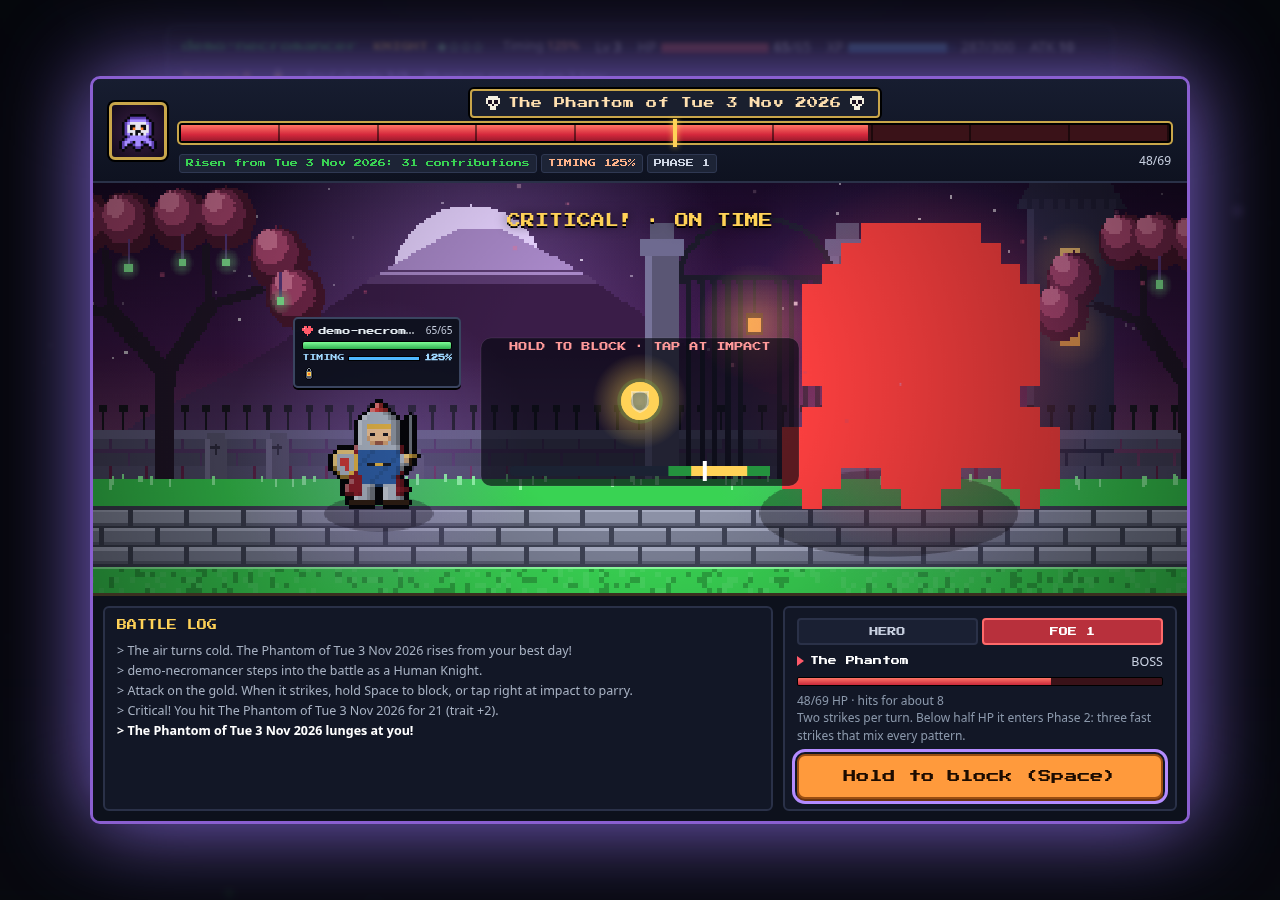 The Phantom of Tue 3 Nov 2026
Risen from Tue 3 Nov 2026: 31 contributions
TIMING 125%
PHASE 1
48/69
CRITICAL! · ON TIME
demo-necrom… 65/65
TIMING 125%
HOLD TO BLOCK · TAP AT IMPACT
BATTLE LOG
> The air turns cold. The Phantom of Tue 3 Nov 2026 rises from your best day!
> demo-necromancer steps into the battle as a Human Knight.
> Attack on the gold. When it strikes, hold Space to block, or tap right at impact to parry.
> Critical! You hit The Phantom of Tue 3 Nov 2026 for 21 (trait +2).
> The Phantom of Tue 3 Nov 2026 lunges at you!
HERO
FOE 1
The Phantom BOSS
48/69 HP · hits for about 8
Two strikes per turn. Below half HP it enters Phase 2: three fast
strikes that mix every pattern.
Hold to block (Space)